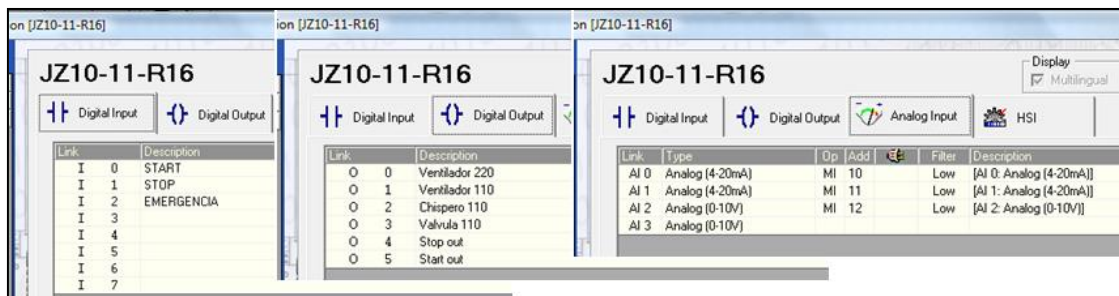 on [JZ10-11-R16]
JZ10-11-R16
Digital Input Digital Output
Link Description
I 0 START
I 1 STOP
I 2 EMERGENCIA
I 3
I 4
I 5
I 6
I 7
ion [JZ10-11-R16]
JZ10-11-R16
Digital Input Digital Output
Link Description
O 0 Ventilador 220
O 1 Ventilador 110
O 2 Chispero 110
O 3 Valvula 110
O 4 Stop out
O 5 Start out
on [JZ10-11-R16]
JZ10-11-R16
Display
Multilingual
Digital Input Digital Output Analog Input HSI
Link Type Op Add Filter Description
AI 0 Analog (4-20mA) MI 10 Low [AI 0: Analog (4-20mA)]
AI 1 Analog (4-20mA) MI 11 Low [AI 1: Analog (4-20mA)]
AI 2 Analog (0-10V) MI 12 Low [AI 2: Analog (0-10V)]
AI 3 Analog (0-10V)